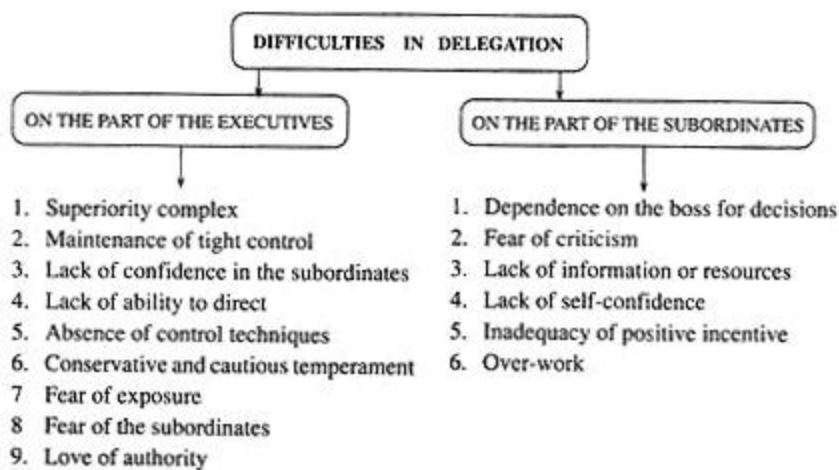 DIFFICULTIES IN DELEGATION
ON THE PART OF THE EXECUTIVES
1. Superiority complex
2. Maintenance of tight control
3. Lack of confidence in the subordinates
4. Lack of ability to direct
5. Absence of control techniques
6. Conservative and cautious temperament
7 Fear of exposure
8 Fear of the subordinates
9. Love of authority
ON THE PART OF THE SUBORDINATES
1. Dependence on the boss for decisions
2. Fear of criticism
3. Lack of information or resources
4. Lack of self-confidence
5. Inadequacy of positive incentive
6. Over-work